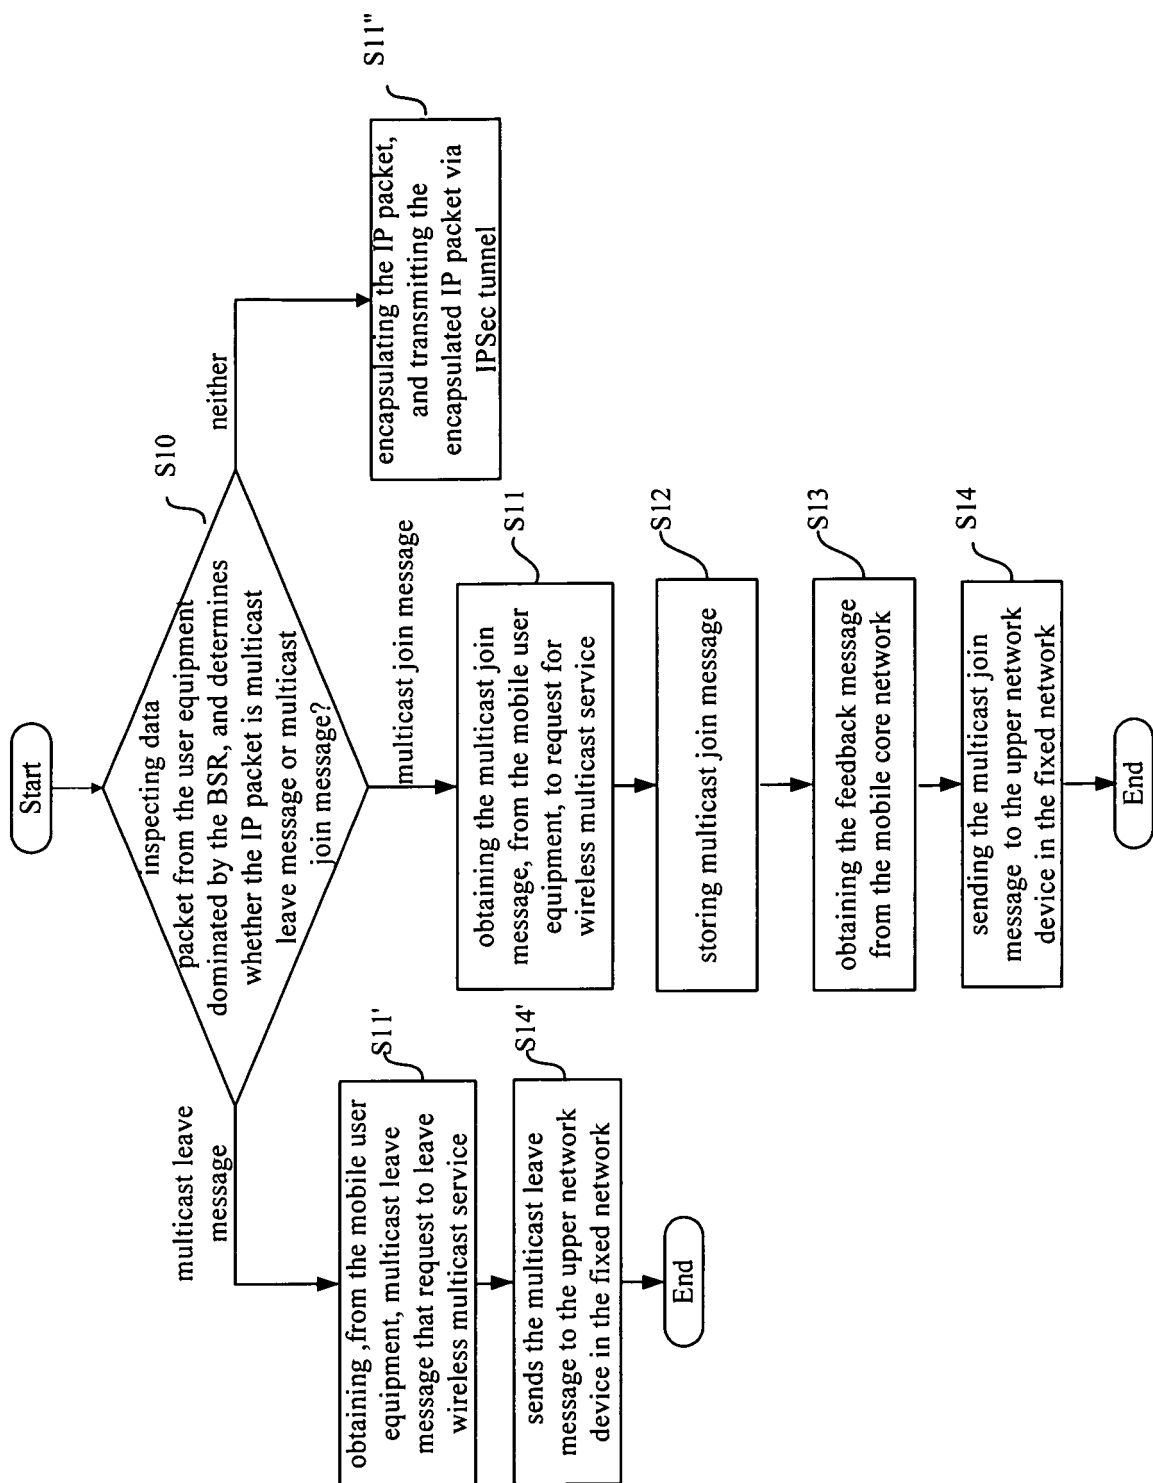 Start
inspecting data
packet from the user equipment
dominated by the BSR, and determines
whether the IP packet is multicast
leave message or multicast
join message?
S10
multicast leave
message
multicast join message
neither
obtaining ,from the mobile user
equipment, multicast leave
message that request to leave
wireless multicast service
S11'
sends the multicast leave
message to the upper network
device in the fixed network
S14'
End
obtaining the multicast join
message, from the mobile user
equipment, to request for
wireless multicast service
S11
storing multicast join message
S12
obtaining the feedback message
from the mobile core network
S13
sending the multicast join
message to the upper network
device in the fixed network
S14
End
encapsulating the IP packet,
and transmitting the
encapsulated IP packet via
IPSec tunnel
S11"